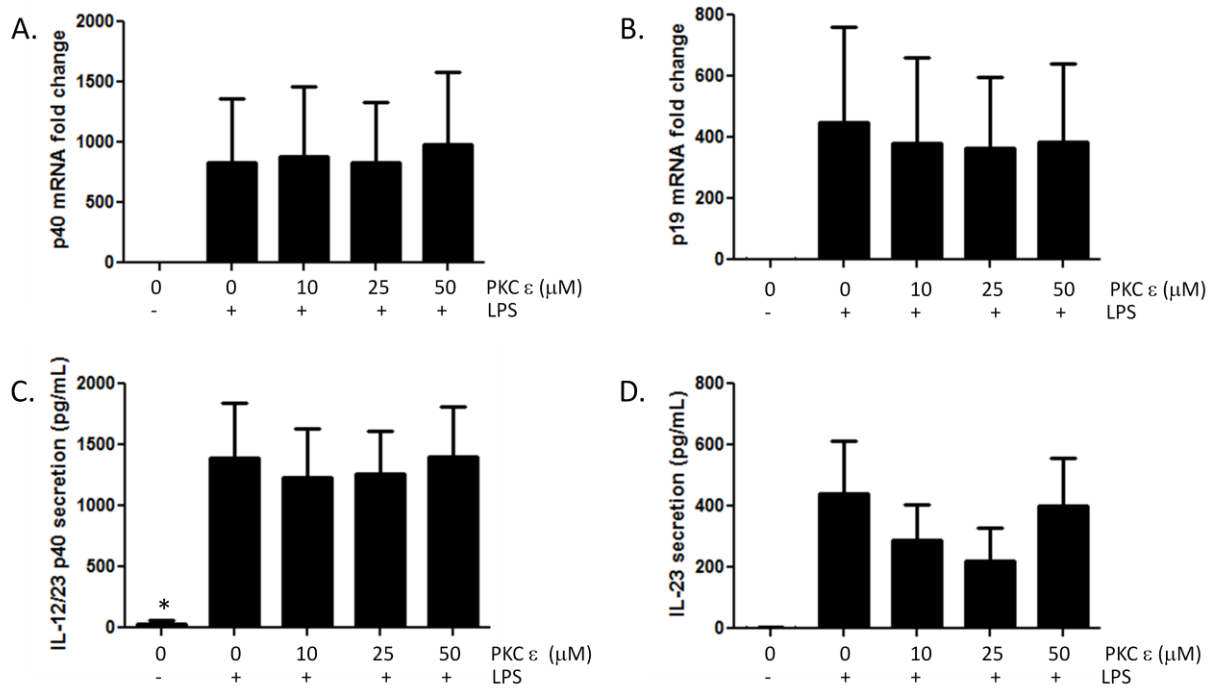 A.
p40 mRNA fold change
2000
1500
1000
500
0
0 0 10 25 50 PKC ε (μM)
- + + + + LPS
B.
p19 mRNA fold change
800
600
400
200
0
0 0 10 25 50 PKC ε (μM)
- + + + + LPS
C.
IL-12/23 p40 secretion (pg/mL)
2000
1500
1000
500
0
*
0 0 10 25 50 PKC ε (μM)
- + + + + LPS
D.
IL-23 secretion (pg/mL)
800
600
400
200
0
0 0 10 25 50 PKC ε (μM)
- + + + + LPS